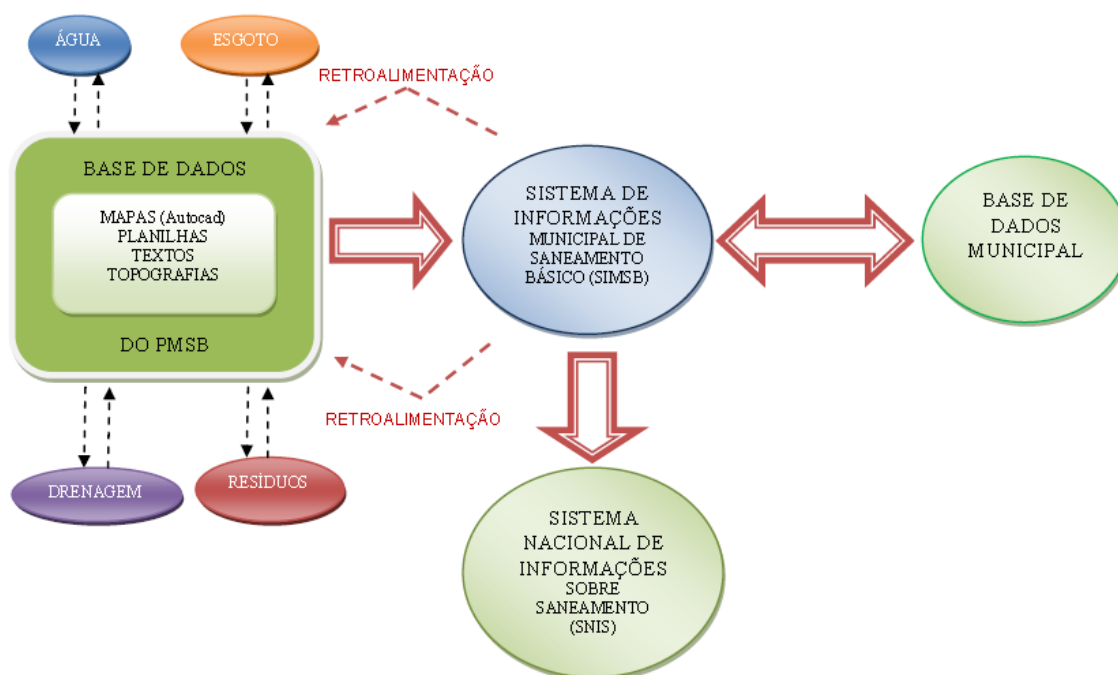 ÁGUA
ESGOTO
RETROALIMENTAÇÃO
BASE DE DADOS
MAPAS (Autocad)
PLANILHAS
TEXTOS
TOPOGRAFIAS
DO PMSB
SISTEMA DE
INFORMAÇÕES
MUNICIPAL DE
SANEAMENTO
BÁSICO (SIMSB)
BASE DE
DADOS
MUNICIPAL
RETROALIMENTAÇÃO
DRENAGEM
RESÍDUOS
SISTEMA
NACIONAL DE
INFORMAÇÕES
SOBRE
SANEAMENTO
(SNIS)